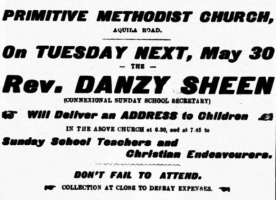 PRIMITIVE METHODIST CHURCH,
AQUILA ROAD.
On TUESDAY NEXT, May 30
— THE —
Rev. DANZY SHEEN
(CONNEXIONAL SUNDAY SCHOOL SECRETARY)
Will Deliver an ADDRESS to Children
IN THE ABOVE CHURCH at 6.30, and at 7.45 to
Sunday School Teachers and
Christian Endeavourers.
DON'T FAIL TO ATTEND.
COLLECTION AT CLOSE TO DEFRAY EXPENSES.